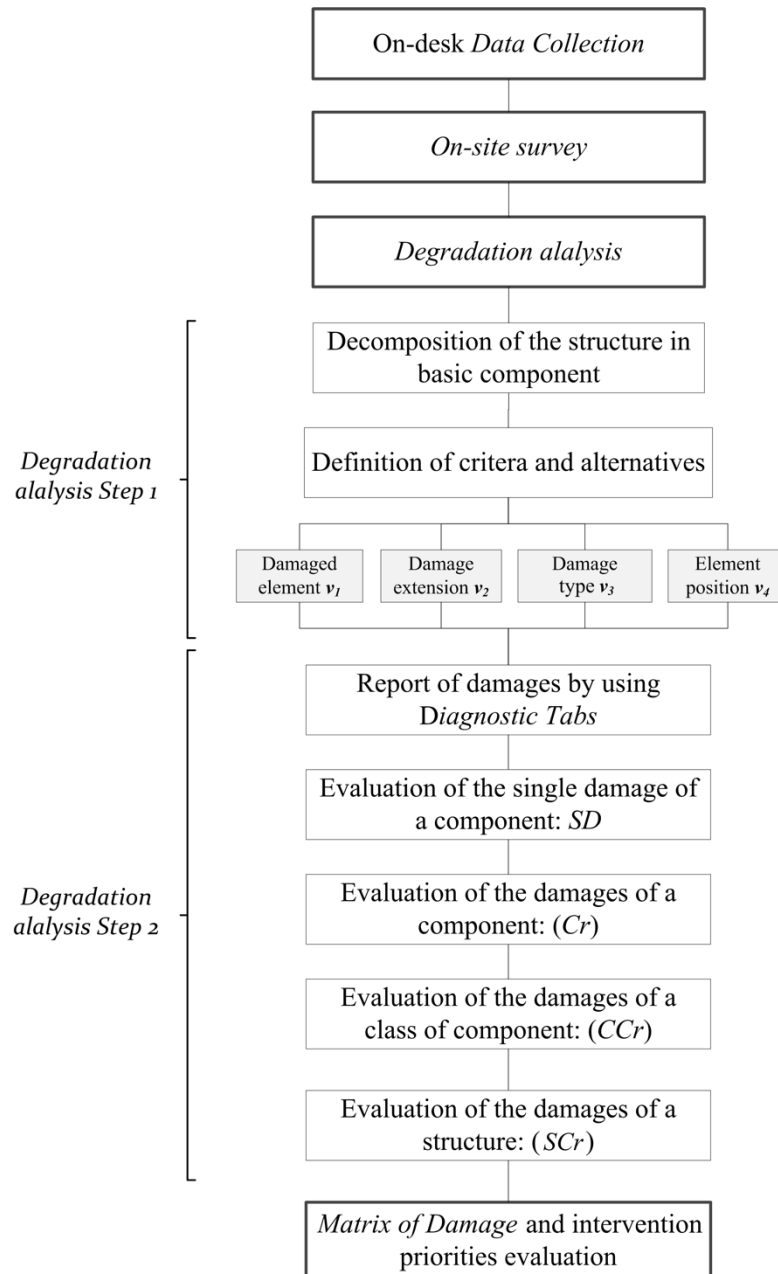 On-desk Data Collection
On-site survey
Degradation alalysis
Decomposition of the structure in
basic component
Degradation
alalysis Step 1
Definition of critera and alternatives
Damaged
element v1
Damage
extension v2
Damage
type v3
Element
position v4
Report of damages by using
Diagnostic Tabs
Evaluation of the single damage of
a component: SD
Degradation
alalysis Step 2
Evaluation of the damages of a
component: (Cr)
Evaluation of the damages of a
class of component: (CCr)
Evaluation of the damages of a
structure: (SCr)
Matrix of Damage and intervention
priorities evaluation